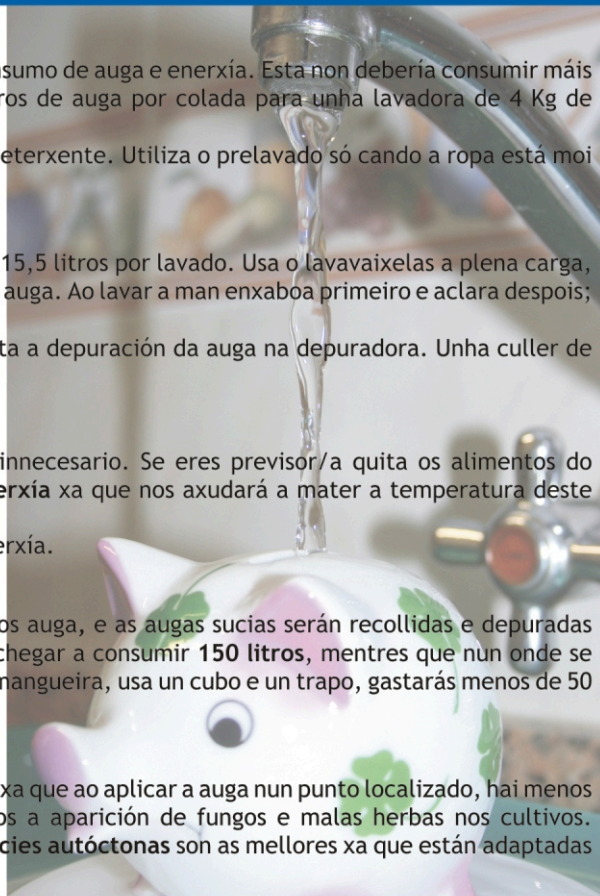 sumo de auga e enerxía. Esta non debería consumir máis
ros de auga por colada para unha lavadora de 4 Kg de
eterxente. Utiliza o prelavado só cando a ropa está moi
15,5 litros por lavado. Usa o lavavaixelas a plena carga,
auga. Ao lavar a man enxaboa primeiro e aclara despois;
ta a depuración da auga na depuradora. Unha culler de
innecesario. Se eres previsor/a quita os alimentos do
erxía xa que nos axudará a mater a temperatura deste
erxía.
os auga, e as augas sucias serán recollidas e depuradas
chegar a consumir 150 litros, mentres que nun onde se
mangueira, usa un cubo e un trapo, gastarás menos de 50
xa que ao aplicar a auga nun punto localizado, hai menos
os a aparición de fungos e malas herbas nos cultivos.
cies autóctonas son as mellores xa que están adaptadas